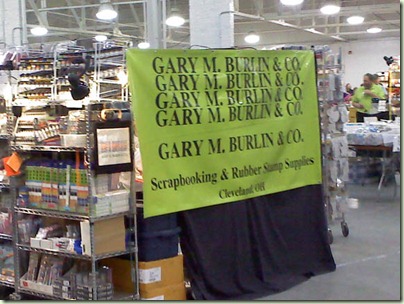 GARY M. BURLIN & CO.
GARY M. BURLIN & CO.
GARY M. BURLIN & CO.
GARY M. BURLIN & CO.
GARY M. BURLIN & CO.
Scrapbooking & Rubber Stamp Supplies
Cleveland, OH